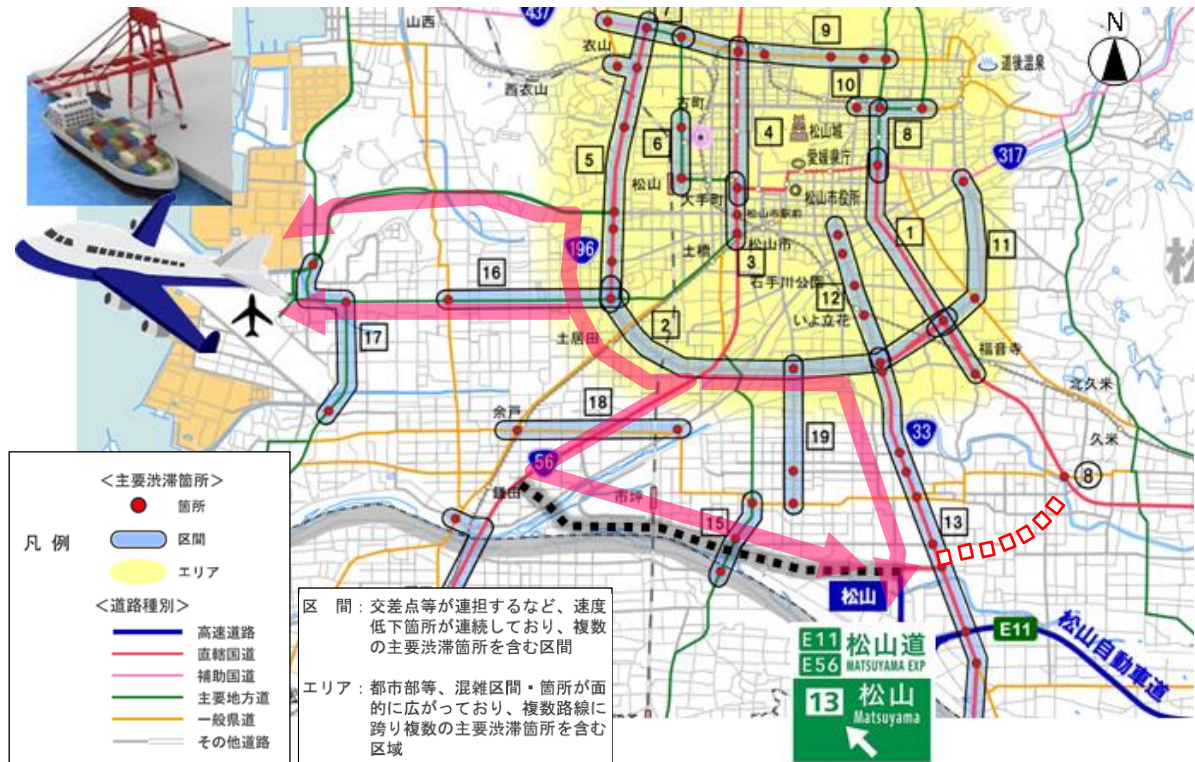 437
山西
7
N
9
衣山
道後温泉
西衣山
10
古町
4
松山城
8
6
愛媛県庁
317
5
松山
大手町
松山市役所
松山市駅前
1
11
196
土橋
松山市
3
16
石手川公園
12
いよ立花
17
2
土居田
福音寺
北久米
余戸
18
33
久米
19
56
8
鎌田
市坪
15
13
松山
E11
松山自動車道
E11
E56
松山道
MATSUYAMA EXP
13
松山
Matsuyama
凡 例
＜主要渋滞箇所＞
箇所
区間
エリア
＜道路種別＞
高速道路
直轄国道
補助国道
主要地方道
一般県道
その他道路
区　間：交差点等が連担するなど、速度
低下箇所が連続しており、複数
の主要渋滞箇所を含む区間
エリア：都市部等、混雑区間・箇所が面
的に広がっており、複数路線に
跨り複数の主要渋滞箇所を含む
区域